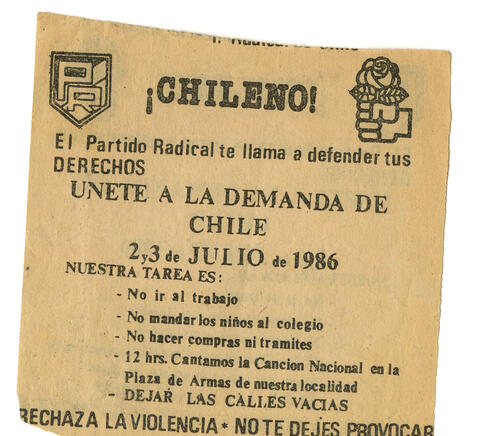 PR
¡CHILENO!
El Partido Radical te llama a defender tus
DERECHOS
UNETE A LA DEMANDA DE
CHILE
2y3 de JULIO de 1986
NUESTRA TAREA ES:
- No ir al trabajo
- No mandar los niños al colegio
- No hacer compras ni tramites
- 12 hrs. Cantamos la Cancion Nacional en la
Plaza de Armas de nuestra localidad
- DEJAR LAS CALLES VACIAS
RECHAZA LA VIOLENCIA * NO TE DEJES PROVOCAR